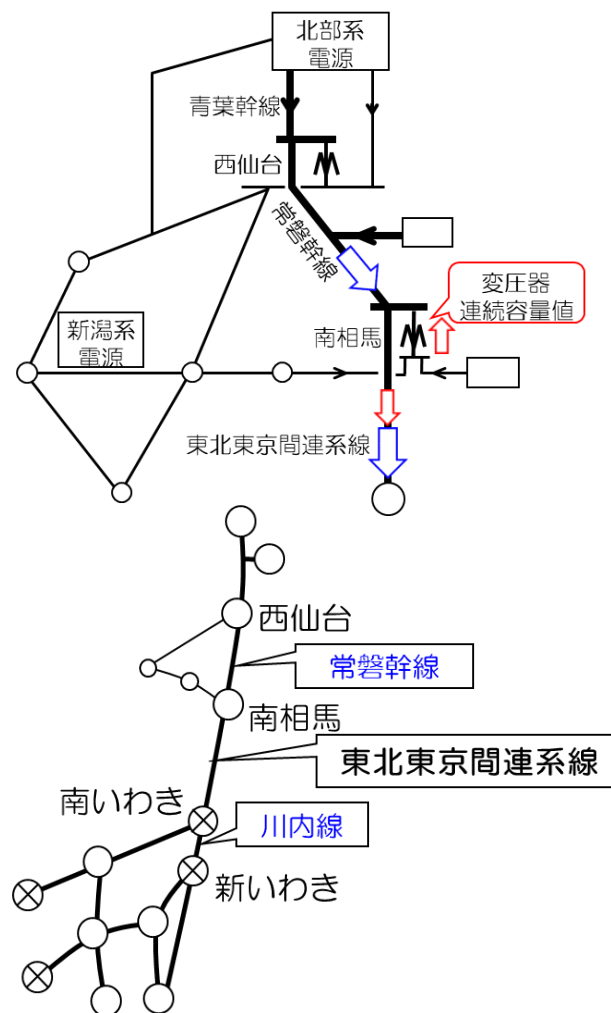 北部系
電源
青葉幹線
西仙台
常磐幹線
変圧器
連続容量値
新潟系
電源
南相馬
東北東京間連系線
西仙台
常磐幹線
南相馬
東北東京間連系線
南いわき
川内線
新いわき